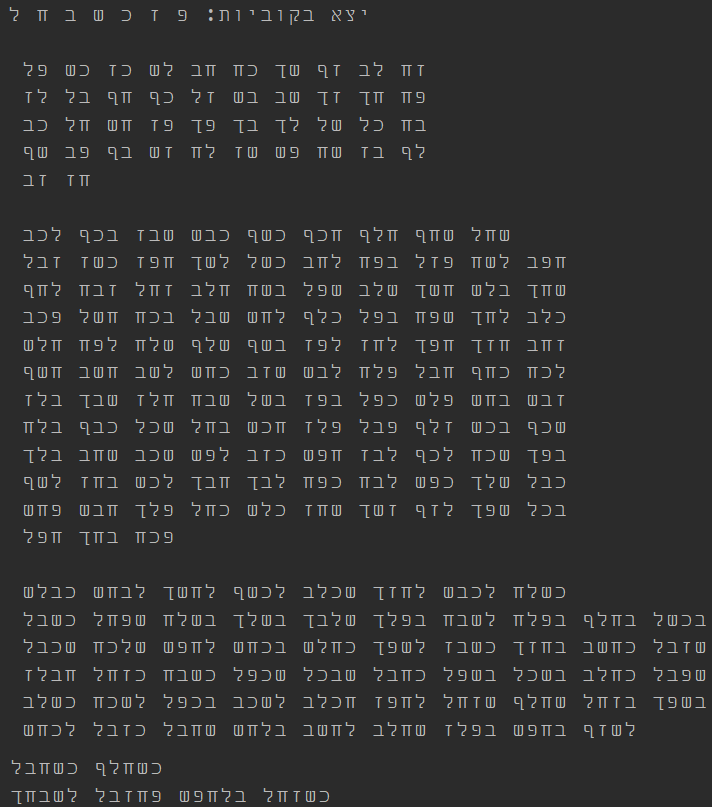 יצא בקוביות: פ ז כ ש ב ח ל
זח לב זף שך כח חב לש כז כש פל
פח חך זך שב בש זל כף חף בל לז
בח כל של לך בך פך פז חש חל כב
לף בז שח פש שז לח זש בף פב שף
חז זב
שחל שחף חלף חכף כשף כבש שבז בכף לכב
חפב לשח פזל בפח לחב כשל לשך חפז כשז זבל
שחך בלש חשך שלב שפל בשח חלב זחל זבח לחף
כלב לחך שפח בפל כלף לחש שבל בכח חשל פכב
זחב חזך חפך לחז לפז בשף שלף שלח לפח חלש
לכח כחף חבל פלח לבש שזב כחש לשב חשב חשף
זבש בחש פלש כפל בפז בשל שבח חלז שבך בלז
שכף בכש זלף פבל פלז חכש בחל שכל כבף בלח
בפך שכח לכף לבז חפש כזב לפש שכב שחב בלך
כבל שלך כפש לבח כפח לבך חבך לכש בחז לשף
בכל שפך לזף זשך שחז כלש כחל פלך חבש פחש
פכח בחך חפל
כשלח לכבש לחזך שכלב לכשף לחשך לבחש כבלש
בכשל בחלף בפלח לשבח בפלך שלבך בשלך בשלח שפחל כשבל
שזבל כחשב בחזך כשבז לשפך כחלש בכחש לחפש שלכח שכבל
שפבל כחלב בשכל בשפל כחבל שבכל שכפל כשבח כזחל חבלז
בשפך בזחל שחלף שזחל לחפז חכלב לשכב בכפל לשכח כשלב
לשזף בחפש בפלז שחלב לחשב בלחש שחבל כזבל לכחש
כשחלף כשחבל
כשזחל בלחפש פחזבל לשבחך